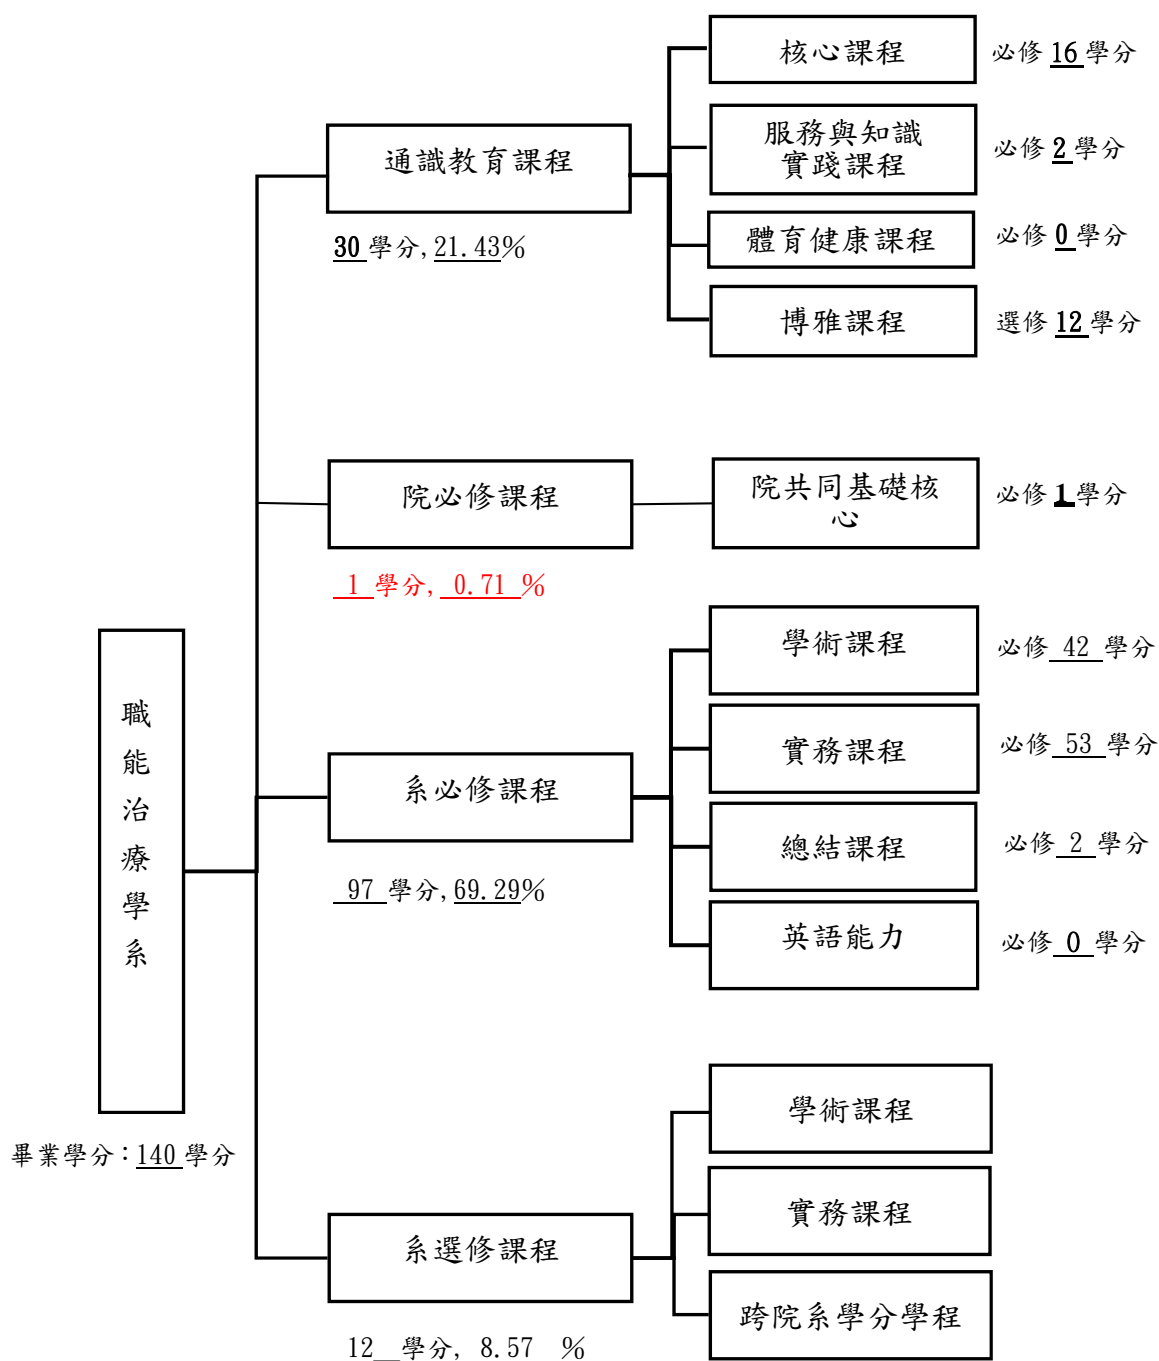 核心課程
必修 16 學分
服務與知識
實踐課程
必修 2 學分
通識教育課程
30 學分, 21.43%
體育健康課程
必修 0 學分
博雅課程
選修 12 學分
院必修課程
1 學分, 0.71 %
院共同基礎核
心
必修 1 學分
學術課程
必修 42 學分
實務課程
必修 53 學分
系必修課程
97 學分, 69.29%
總結課程
必修 2 學分
英語能力
必修 0 學分
職
能
治
療
學
系
畢業學分：140 學分
學術課程
實務課程
系選修課程
12 學分, 8.57 %
跨院系學分學程